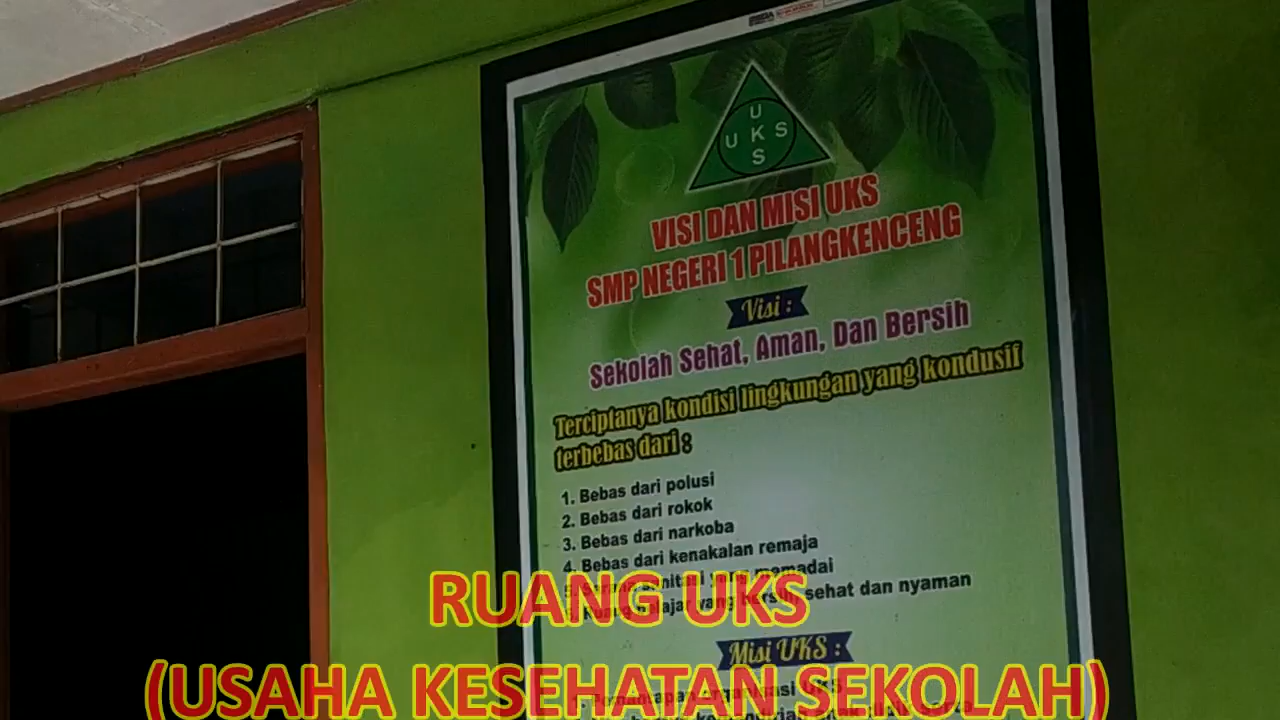 U
UKS
S
VISI DAN MISI UKS
SMP NEGERI 1 PILANGKENCENG
Visi :
Sekolah Sehat, Aman, Dan Bersih
Terciptanya kondisi lingkungan yang kondusif
terbebas dari :
1. Bebas dari polusi
2. Bebas dari rokok
3. Bebas dari narkoba
4. Bebas dari kenakalan remaja
sehat dan nyaman
RUANG UKS
Misi UKS :
(USAHA KESEHATAN SEKOLAH)